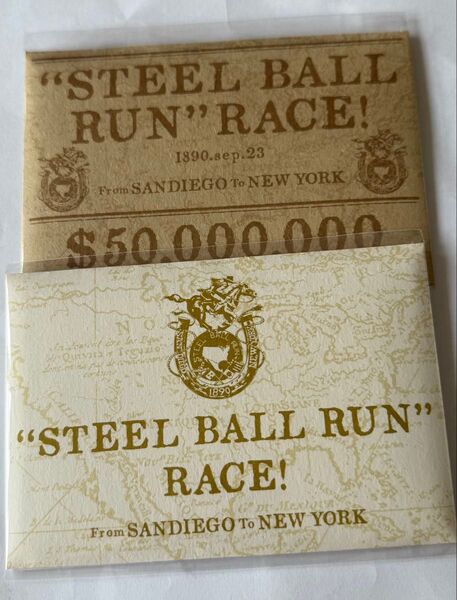 “STEEL BALL
RUN” RACE!
1890.sep.23
From SANDIEGO To NEW YORK
$50,000,000
1890
“STEEL BALL RUN”
RACE!
From SANDIEGO To NEW YORK